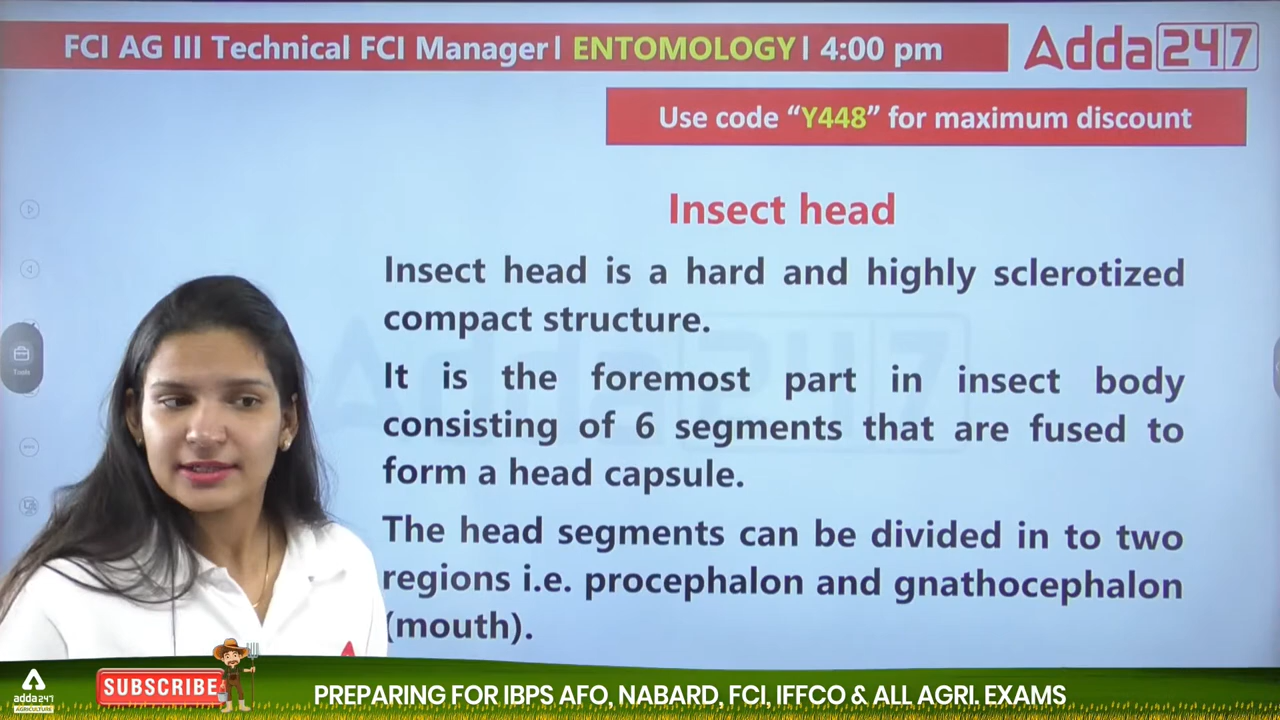 FCI AG III Technical FCI Manager| ENTOMOLOGY| 4:00 pm
Adda247
Use code “Y448” for maximum discount
Insect head
Insect head is a hard and highly sclerotized
compact structure.
It is the foremost part in insect body
consisting of 6 segments that are fused to
form a head capsule.
The head segments can be divided in to two
regions i.e. procephalon and gnathocephalon
(mouth).
Tools
adda247
AGRICULTURE
SUBSCRIBE
PREPARING FOR IBPS AFO, NABARD, FCI, IFFCO & ALL AGRI. EXAMS